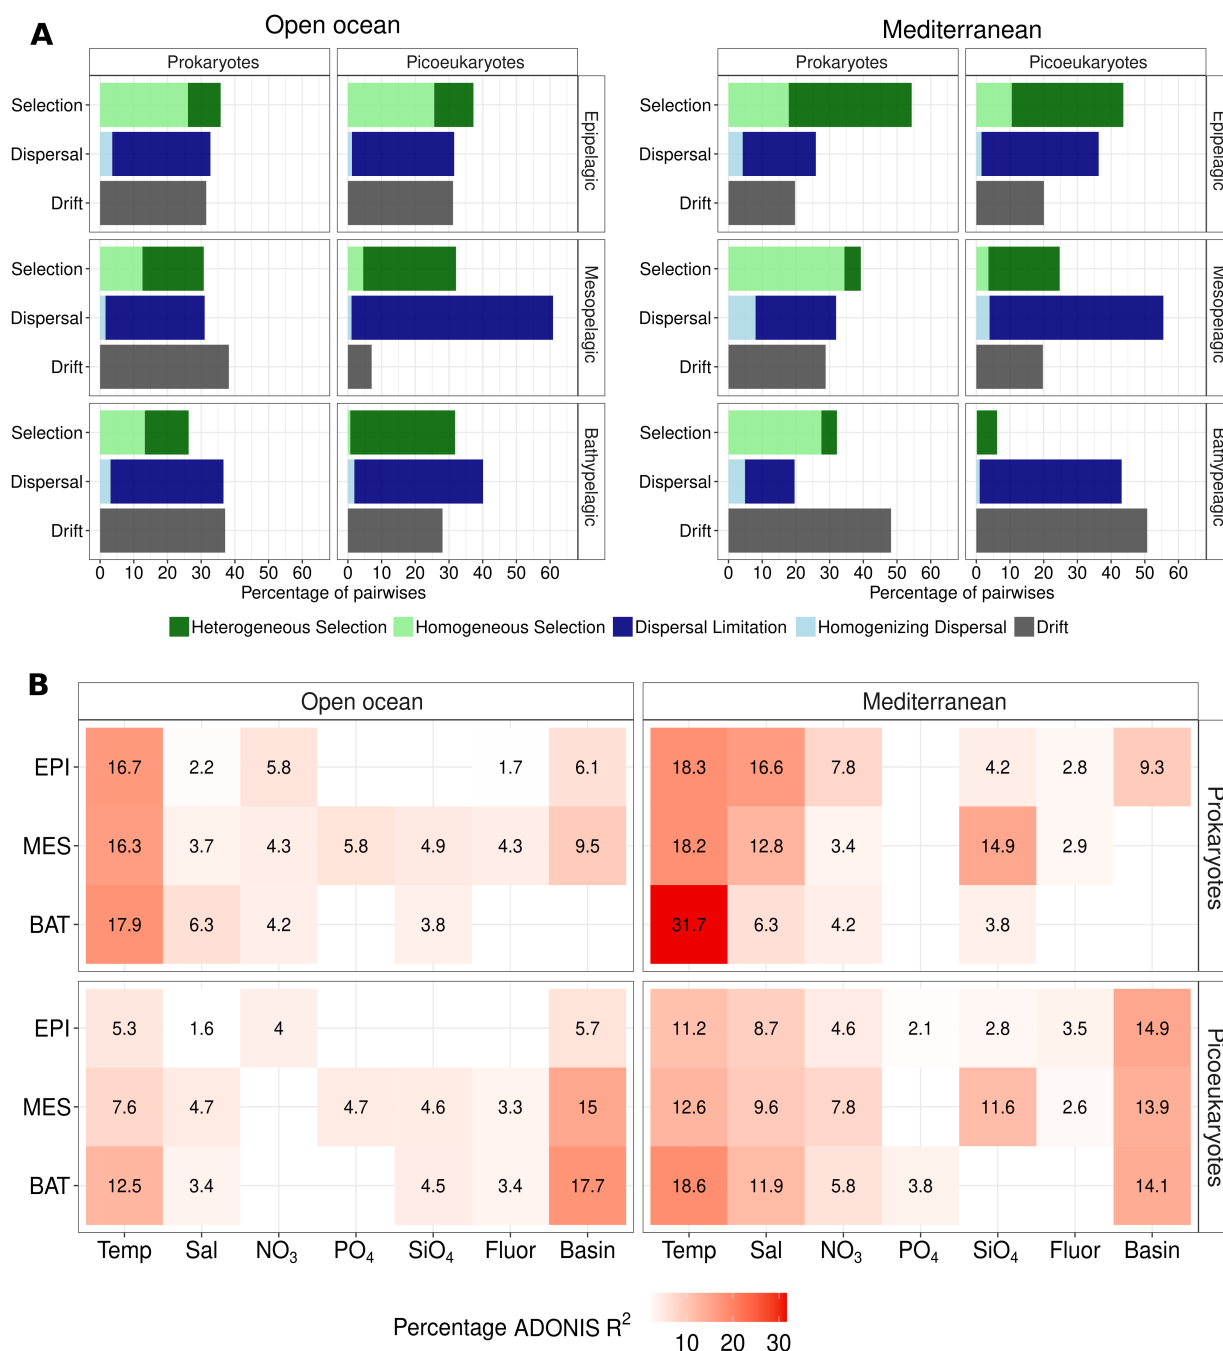 A
Open ocean
Mediterranean
Prokaryotes
Picoeukaryotes
Prokaryotes
Picoeukaryotes
Selection
Dispersal
Drift
Epipelagic
Selection
Dispersal
Drift
Epipelagic
Selection
Dispersal
Drift
Mesopelagic
Selection
Dispersal
Drift
Mesopelagic
Selection
Dispersal
Drift
Bathypelagic
Selection
Dispersal
Drift
Bathypelagic
0 10 20 30 40 50 60 0 10 20 30 40 50 60
0 10 20 30 40 50 60 0 10 20 30 40 50 60
Percentage of pairwises
Percentage of pairwises
Heterogeneous Selection Homogeneous Selection Dispersal Limitation Homogenizing Dispersal Drift
B
Open ocean
Mediterranean
EPI 16.7 2.2 5.8 1.7 6.1 18.3 16.6 7.8 4.2 2.8 9.3
MES 16.3 3.7 4.3 5.8 4.9 4.3 9.5 18.2 12.8 3.4 14.9 2.9
BAT 17.9 6.3 4.2 3.8 31.7 6.3 4.2 3.8
Prokaryotes
EPI 5.3 1.6 4 5.7 11.2 8.7 4.6 2.1 2.8 3.5 14.9
MES 7.6 4.7 4.7 4.6 3.3 15 12.6 9.6 7.8 11.6 2.6 13.9
BAT 12.5 3.4 4.5 3.4 17.7 18.6 11.9 5.8 3.8 14.1
Picoeukaryotes
Temp Sal NO₃ PO₄ SiO₄ Fluor Basin Temp Sal NO₃ PO₄ SiO₄ Fluor Basin
Percentage ADONIS R²
10 20 30